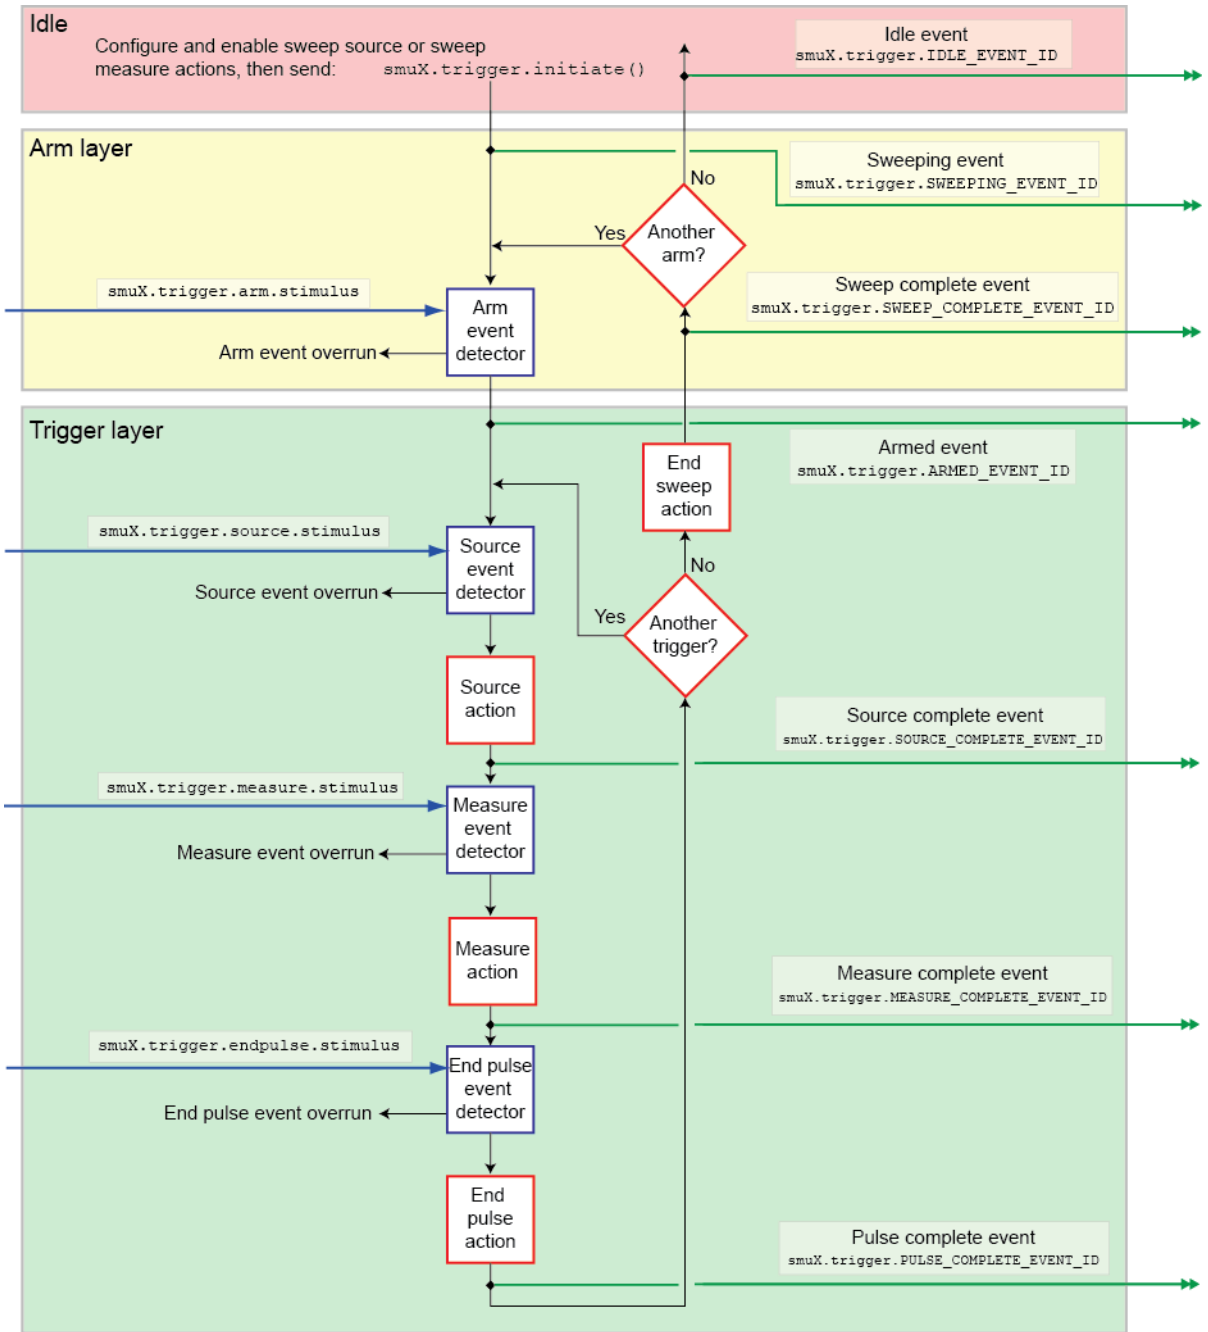 Idle
Configure and enable sweep source or sweep
measure actions, then send: smuX.trigger.initiate()
Idle event
smuX.trigger.IDLE_EVENT_ID
Arm layer
Sweeping event
smuX.trigger.SWEEPING_EVENT_ID
No
Yes
Another
arm?
smuX.trigger.arm.stimulus
Arm
event
detector
Arm event overrun
Sweep complete event
smuX.trigger.SWEEP_COMPLETE_EVENT_ID
Trigger layer
Armed event
smuX.trigger.ARMED_EVENT_ID
End
sweep
action
smuX.trigger.source.stimulus
Source
event
detector
Source event overrun
No
Yes
Another
trigger?
Source
action
Source complete event
smuX.trigger.SOURCE_COMPLETE_EVENT_ID
smuX.trigger.measure.stimulus
Measure
event
detector
Measure event overrun
Measure
action
Measure complete event
smuX.trigger.MEASURE_COMPLETE_EVENT_ID
smuX.trigger.endpulse.stimulus
End pulse
event
detector
End pulse event overrun
End
pulse
action
Pulse complete event
smuX.trigger.PULSE_COMPLETE_EVENT_ID